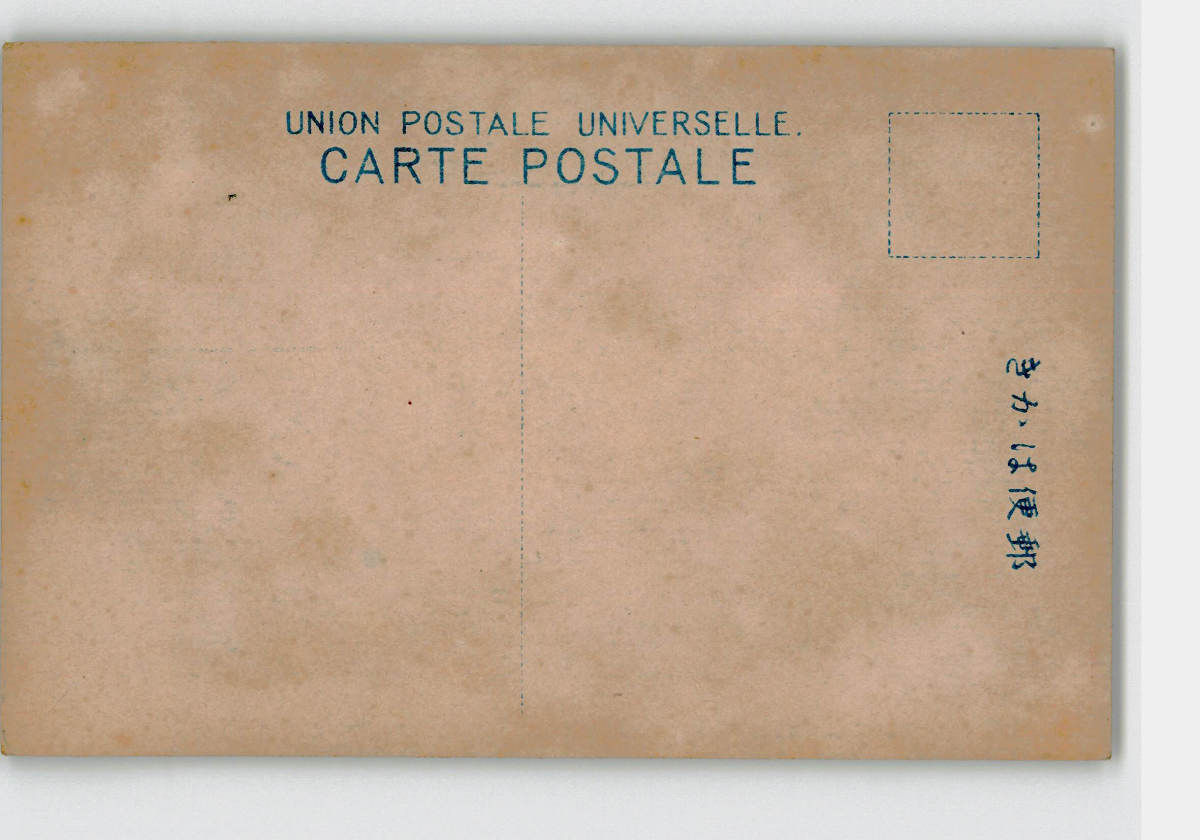 UNION POSTALE UNIVERSELLE.
CARTE POSTALE
郵便はかき